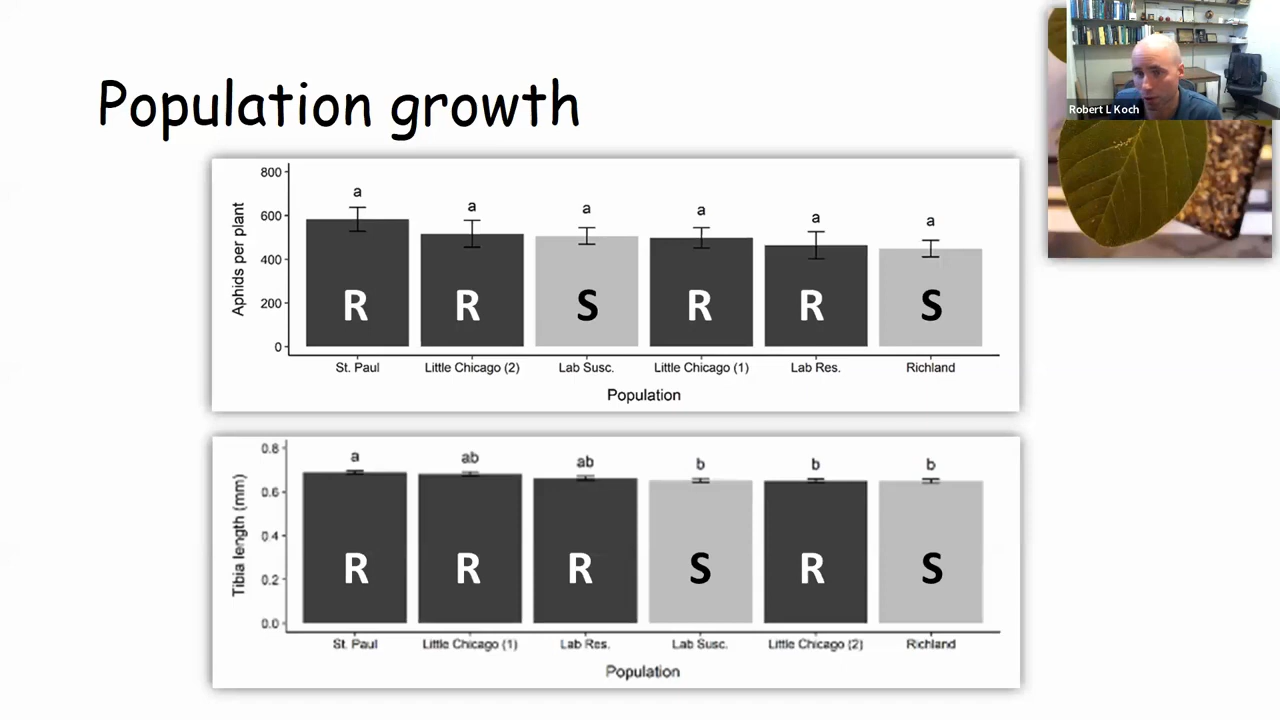 Robert L Koch
Population growth
800
600
400
200
0
Aphids per plant
a a a a a a
R R S R R S
St. Paul Little Chicago (2) Lab Susc. Little Chicago (1) Lab Res. Richland
Population
0.8
0.6
0.4
0.2
0.0
Tibia length (mm)
a ab ab b b b
R R R S R S
St. Paul Little Chicago (1) Lab Res. Lab Susc. Little Chicago (2) Richland
Population